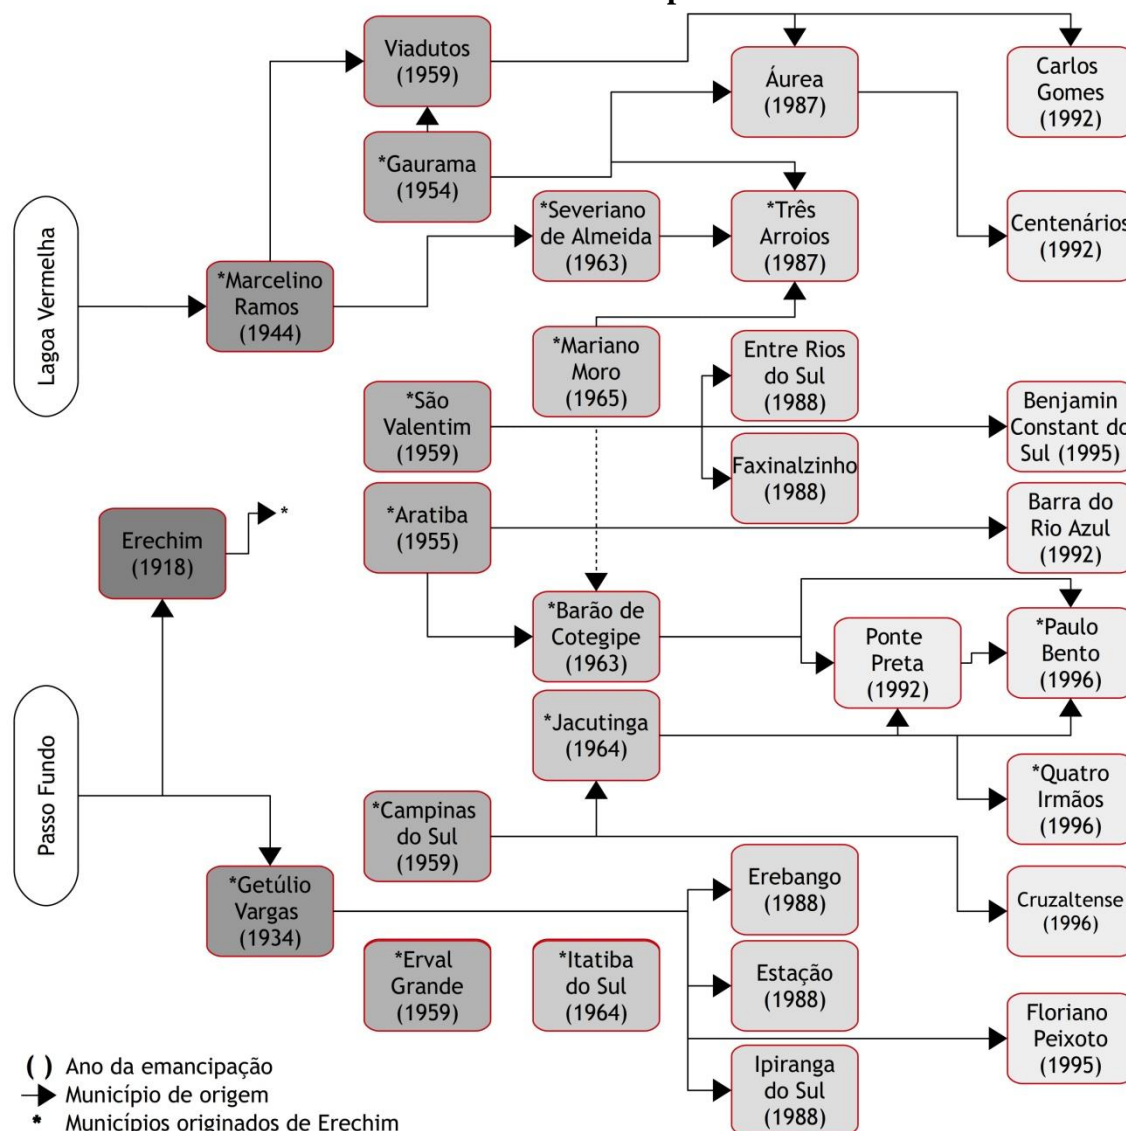 Viadutos
(1959)
Áurea
(1987)
Carlos
Gomes
(1992)
*Gaurama
(1954)
*Severiano
de Almeida
(1963)
*Três
Arroios
(1987)
Centenários
(1992)
Lagoa Vermelha
*Marcelino
Ramos
(1944)
*Mariano
Moro
(1965)
Entre Rios
do Sul
(1988)
*São
Valentim
(1959)
Benjamin
Constant do
Sul (1995)
Faxinalzinho
(1988)
Erechim
(1918)
*
*Aratiba
(1955)
Barra do
Rio Azul
(1992)
*Barão de
Cotegipe
(1963)
Ponte
Preta
(1992)
*Paulo
Bento
(1996)
Passo Fundo
*Jacutinga
(1964)
*Quatro
Irmãos
(1996)
*Campinas
do Sul
(1959)
*Getúlio
Vargas
(1934)
Erebango
(1988)
Cruzaltense
(1996)
*Erval
Grande
(1959)
*Itatiba
do Sul
(1964)
Estação
(1988)
Floriano
Peixoto
(1995)
Ipiranga
do Sul
(1988)
( ) Ano da emancipação
Município de origem
* Municípios originados de Erechim